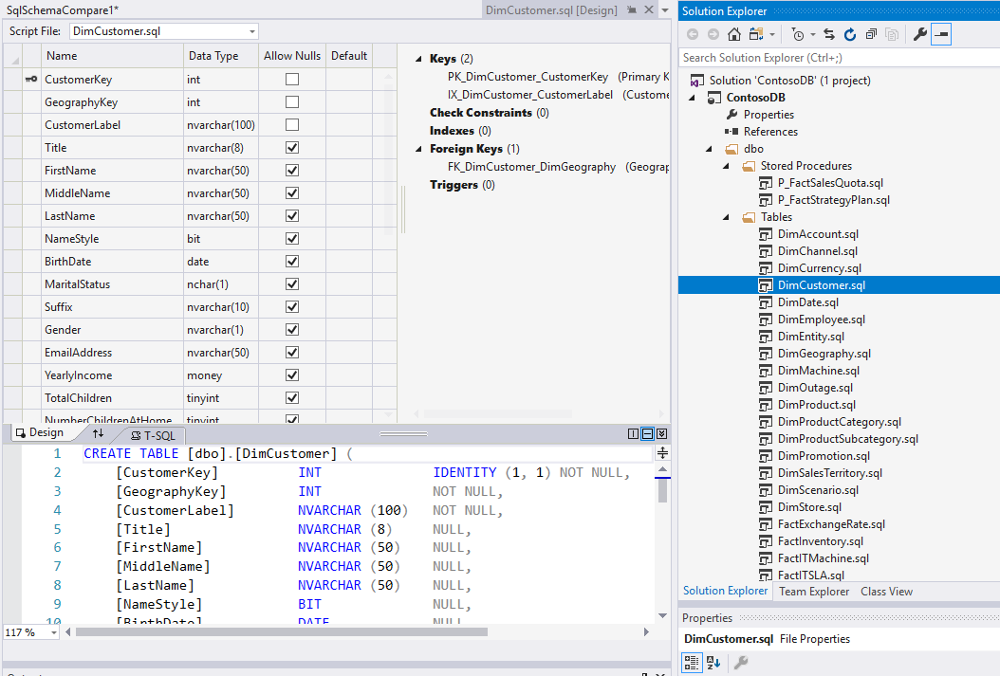 SqlSchemaCompare1*
DimCustomer.sql [Design]
Script File: DimCustomer.sql
Name Data Type Allow Nulls Default
CustomerKey int
GeographyKey int
CustomerLabel nvarchar(100)
Title nvarchar(8)
FirstName nvarchar(50)
MiddleName nvarchar(50)
LastName nvarchar(50)
NameStyle bit
BirthDate date
MaritalStatus nchar(1)
Suffix nvarchar(10)
Gender nvarchar(1)
EmailAddress nvarchar(50)
YearlyIncome money
TotalChildren tinyint
NumberChildrenAtHome tinyint
Keys (2)
PK_DimCustomer_CustomerKey (Primary K
IX_DimCustomer_CustomerLabel (Custome
Check Constraints (0)
Indexes (0)
Foreign Keys (1)
FK_DimCustomer_DimGeography (Geograp
Triggers (0)
Design T-SQL
1 CREATE TABLE [dbo].[DimCustomer] (
2 [CustomerKey] INT IDENTITY (1, 1) NOT NULL,
3 [GeographyKey] INT NOT NULL,
4 [CustomerLabel] NVARCHAR (100) NOT NULL,
5 [Title] NVARCHAR (8) NULL,
6 [FirstName] NVARCHAR (50) NULL,
7 [MiddleName] NVARCHAR (50) NULL,
8 [LastName] NVARCHAR (50) NULL,
9 [NameStyle] BIT NULL,
10 [BirthDate] DATE NULL
117 %
Solution Explorer
Search Solution Explorer (Ctrl+;)
Solution 'ContosoDB' (1 project)
ContosoDB
Properties
References
dbo
Stored Procedures
P_FactSalesQuota.sql
P_FactStrategyPlan.sql
Tables
DimAccount.sql
DimChannel.sql
DimCurrency.sql
DimCustomer.sql
DimDate.sql
DimEmployee.sql
DimEntity.sql
DimGeography.sql
DimMachine.sql
DimOutage.sql
DimProduct.sql
DimProductCategory.sql
DimProductSubcategory.sql
DimPromotion.sql
DimSalesTerritory.sql
DimScenario.sql
DimStore.sql
FactExchangeRate.sql
FactInventory.sql
FactITMachine.sql
FactITSLA.sql
Solution Explorer Team Explorer Class View
Properties
DimCustomer.sql File Properties